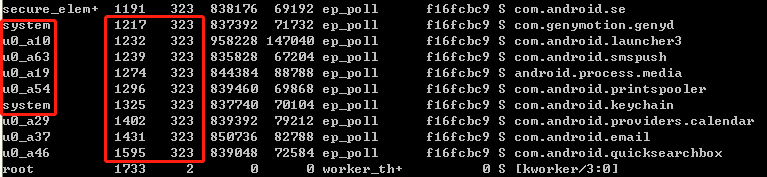 secure_elem+ 1191 323 838176 69192 ep_poll f16fcbc9 S com.android.se
system 1217 323 837392 71732 ep_poll f16fcbc9 S com.genymotion.genyd
u0_a10 1232 323 958228 147040 ep_poll f16fcbc9 S com.android.launcher3
u0_a63 1239 323 835828 67204 ep_poll f16fcbc9 S com.android.smspush
u0_a19 1274 323 844384 88788 ep_poll f16fcbc9 S android.process.media
u0_a54 1296 323 839460 69868 ep_poll f16fcbc9 S com.android.printspooler
system 1325 323 837740 70104 ep_poll f16fcbc9 S com.android.keychain
u0_a29 1402 323 839392 79212 ep_poll f16fcbc9 S com.android.providers.calendar
u0_a37 1431 323 850736 82788 ep_poll f16fcbc9 S com.android.email
u0_a46 1595 323 839048 72584 ep_poll f16fcbc9 S com.android.quicksearchbox
root 1733 2 0 0 worker_th+ 0 S [kworker/3:0]